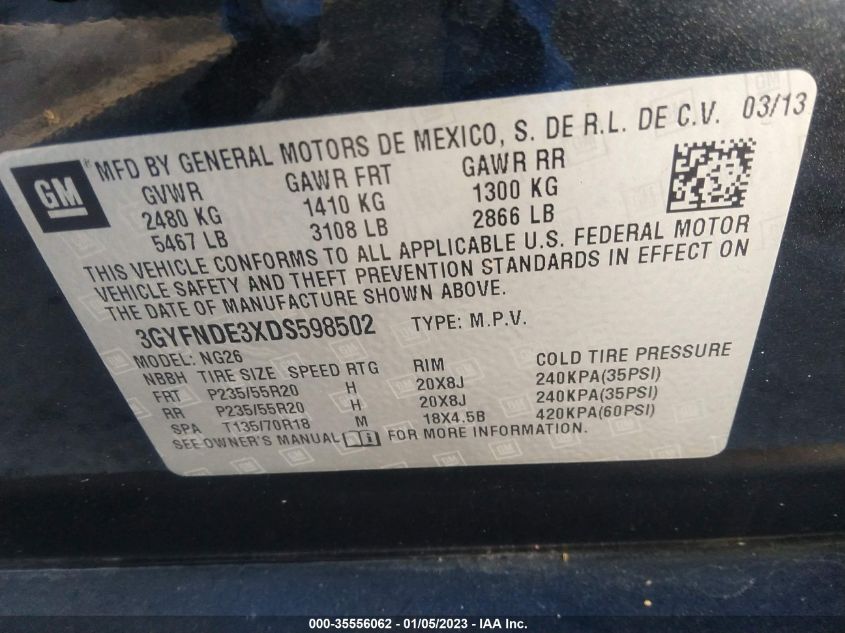 MFD BY GENERAL MOTORS DE MEXICO, S. DE R.L. DE C.V. 03/13
GM
GVWR GAWR FRT GAWR RR
2480 KG 1410 KG 1300 KG
5467 LB 3108 LB 2866 LB
THIS VEHICLE CONFORMS TO ALL APPLICABLE U.S. FEDERAL MOTOR
VEHICLE SAFETY AND THEFT PREVENTION STANDARDS IN EFFECT ON
THE DATE OF MANUFACTURE SHOWN ABOVE.
3GYFNDE3XDS598502 TYPE: M.P.V.
MODEL: NG26
NB8H TIRE SIZE SPEED RTG RIM COLD TIRE PRESSURE
FRT P235/55R20 H 20X8J 240KPA(35PSI)
RR P235/55R20 H 20X8J 240KPA(35PSI)
SPA T135/70R18 M 18X4.5B 420KPA(60PSI)
SEE OWNER'S MANUAL FOR MORE INFORMATION.
000-35556062 - 01/05/2023 - IAA Inc.